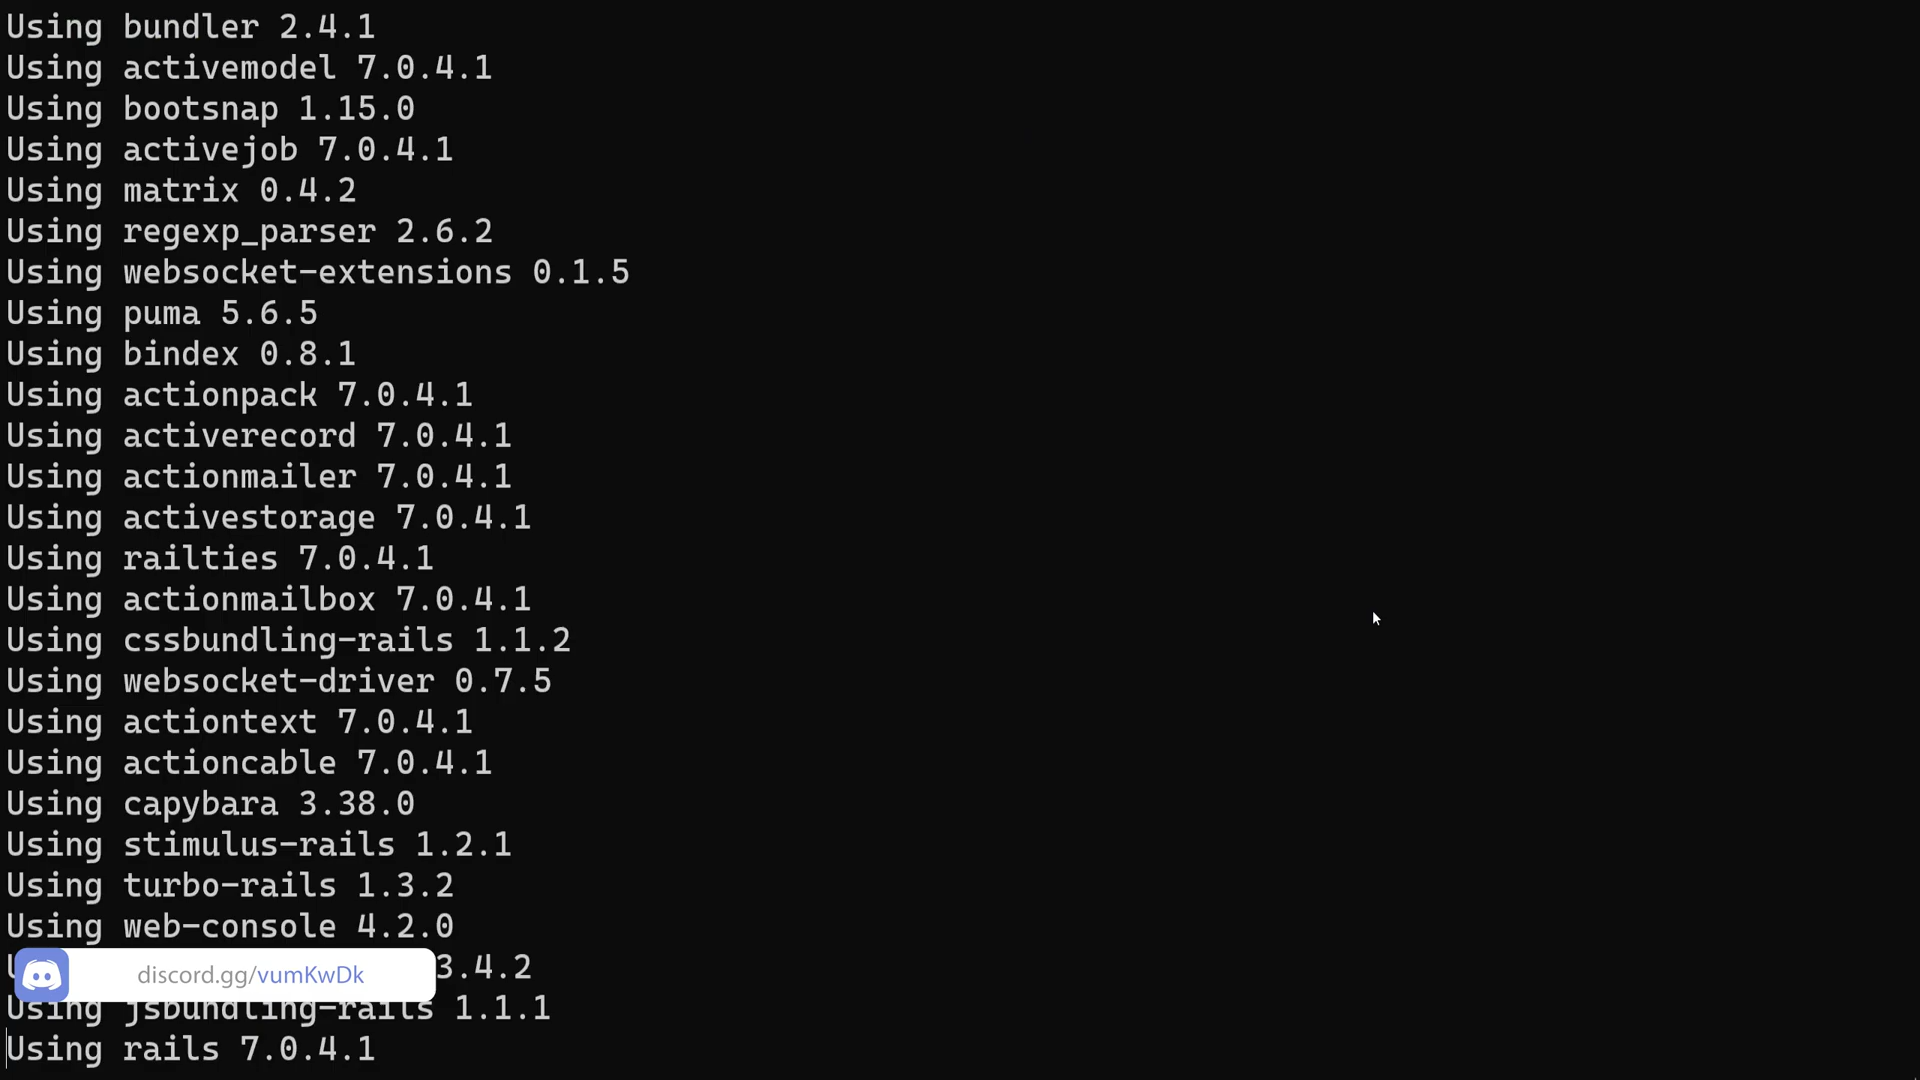 Using bundler 2.4.1
Using activemodel 7.0.4.1
Using bootsnap 1.15.0
Using activejob 7.0.4.1
Using matrix 0.4.2
Using regexp_parser 2.6.2
Using websocket-extensions 0.1.5
Using puma 5.6.5
Using bindex 0.8.1
Using actionpack 7.0.4.1
Using activerecord 7.0.4.1
Using actionmailer 7.0.4.1
Using activestorage 7.0.4.1
Using railties 7.0.4.1
Using actionmailbox 7.0.4.1
Using cssbundling-rails 1.1.2
Using websocket-driver 0.7.5
Using actiontext 7.0.4.1
Using actioncable 7.0.4.1
Using capybara 3.38.0
Using stimulus-rails 1.2.1
Using turbo-rails 1.3.2
Using web-console 4.2.0
3.4.2
discord.gg/vumKwDk
Using jsbundling-rails 1.1.1
Using rails 7.0.4.1